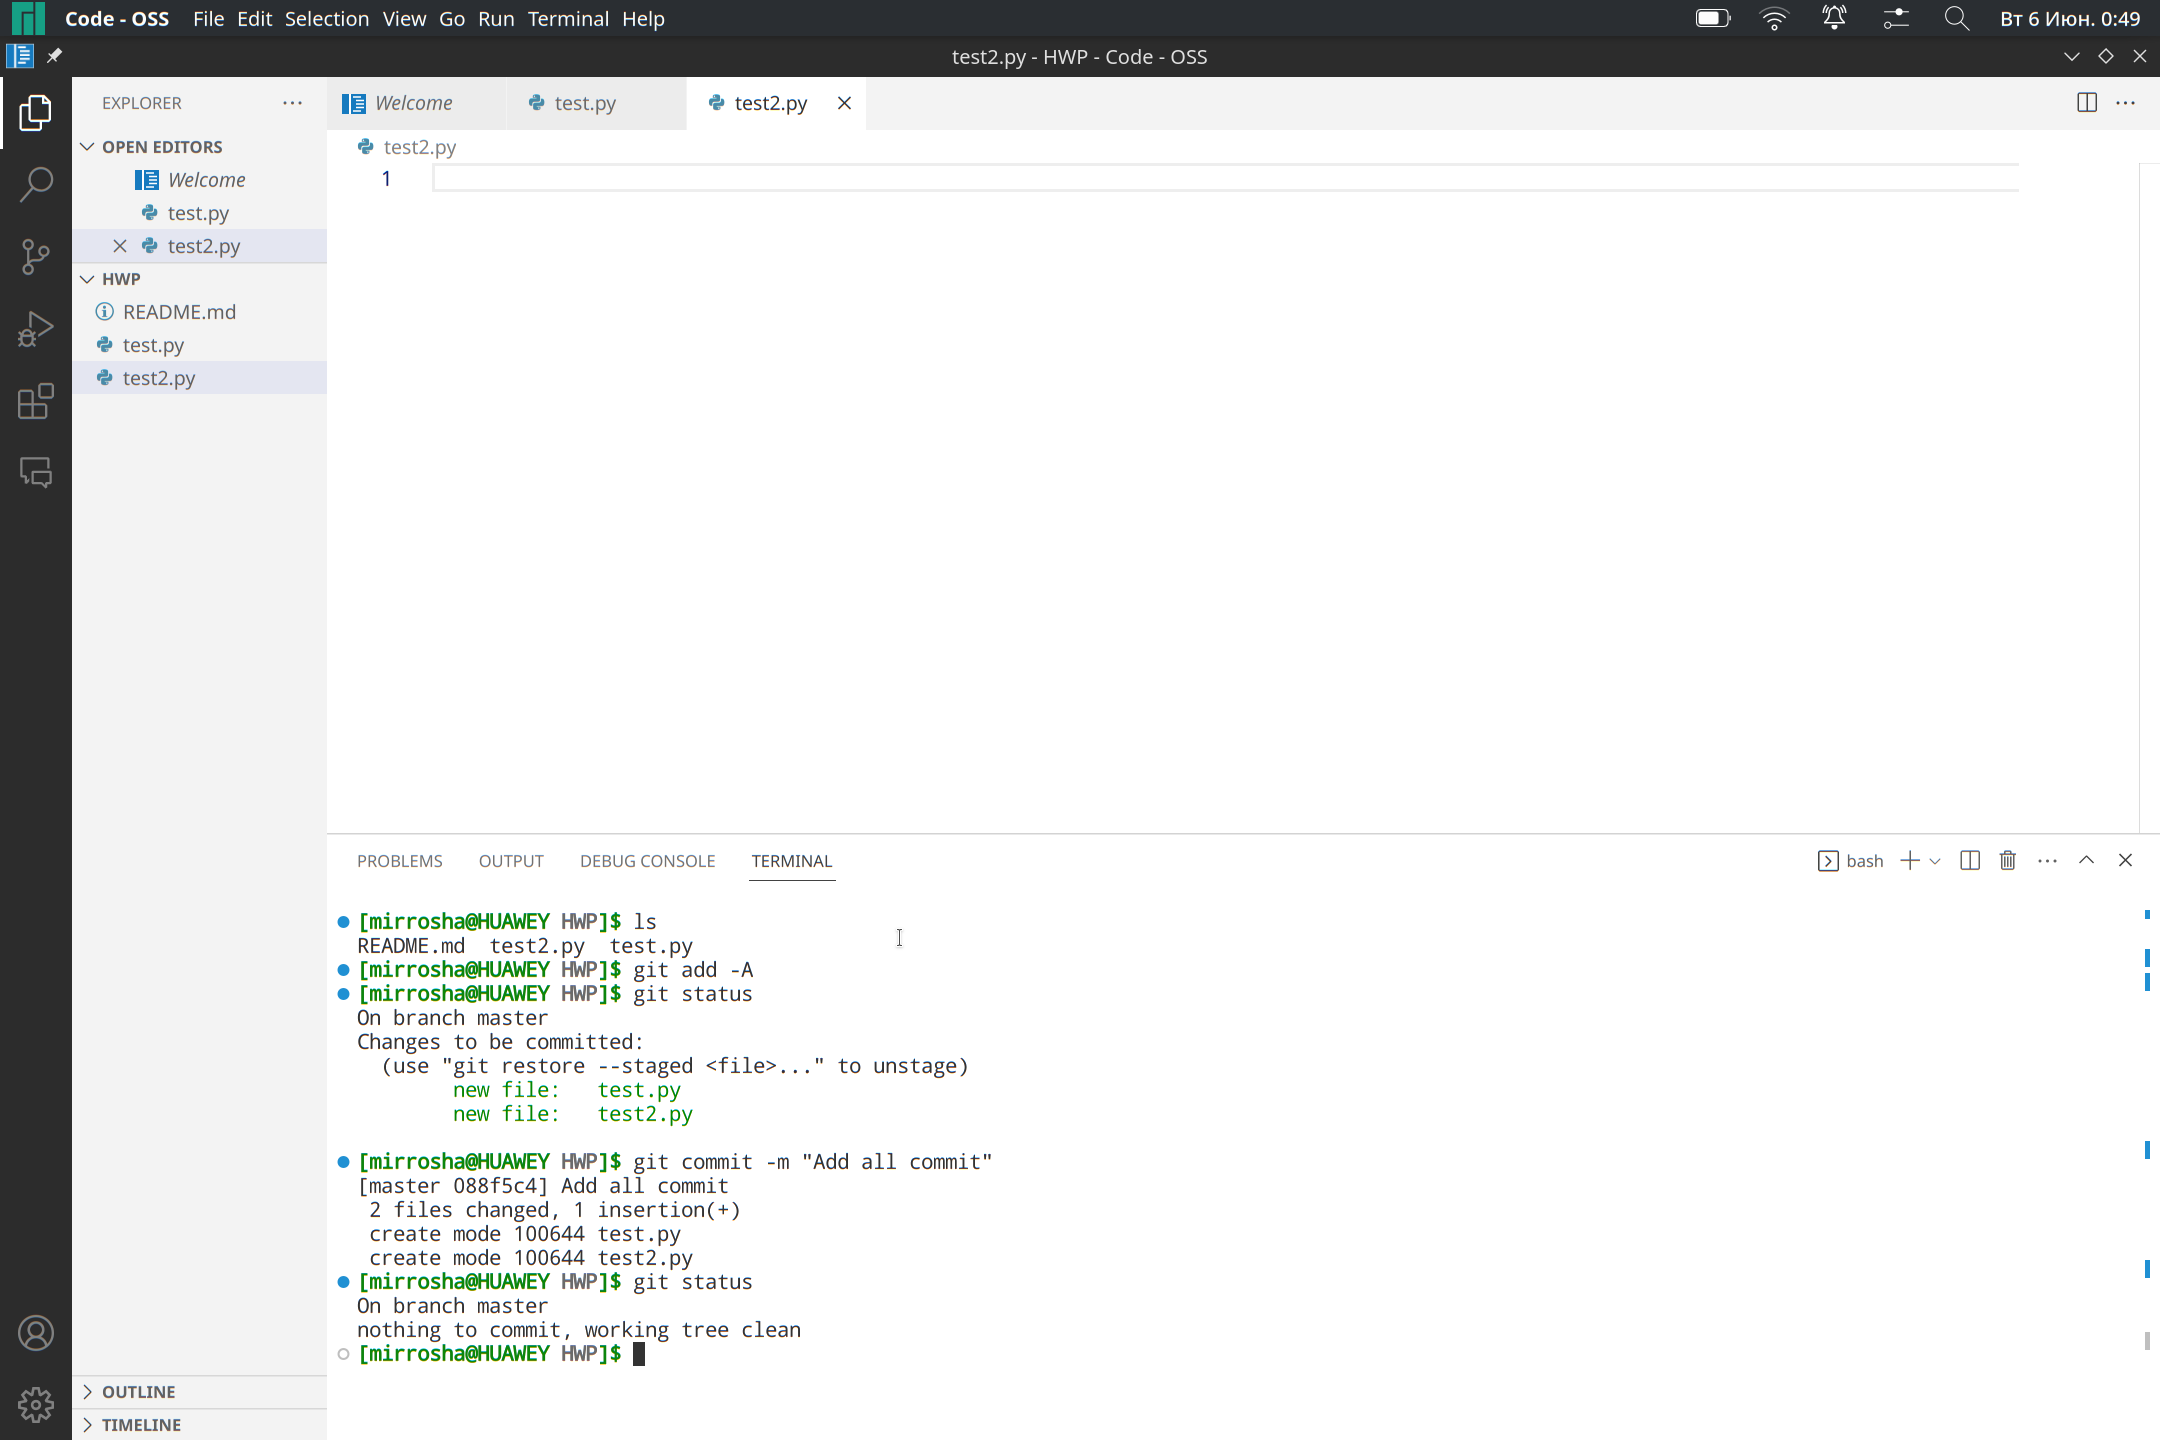 Code - OSS File Edit Selection View Go Run Terminal Help Вт 6 Июн. 0:49
test2.py - HWP - Code - OSS
EXPLORER
OPEN EDITORS
Welcome
test.py
test2.py
HWP
README.md
test.py
test2.py
OUTLINE
TIMELINE
Welcome test.py test2.py
test2.py
1
PROBLEMS OUTPUT DEBUG CONSOLE TERMINAL bash
[mirrosha@HUAWEY HWP]$ ls
README.md  test2.py  test.py
[mirrosha@HUAWEY HWP]$ git add -A
[mirrosha@HUAWEY HWP]$ git status
On branch master
Changes to be committed:
  (use "git restore --staged <file>..." to unstage)
        new file:   test.py
        new file:   test2.py
[mirrosha@HUAWEY HWP]$ git commit -m "Add all commit"
[master 088f5c4] Add all commit
 2 files changed, 1 insertion(+)
 create mode 100644 test.py
 create mode 100644 test2.py
[mirrosha@HUAWEY HWP]$ git status
On branch master
nothing to commit, working tree clean
[mirrosha@HUAWEY HWP]$